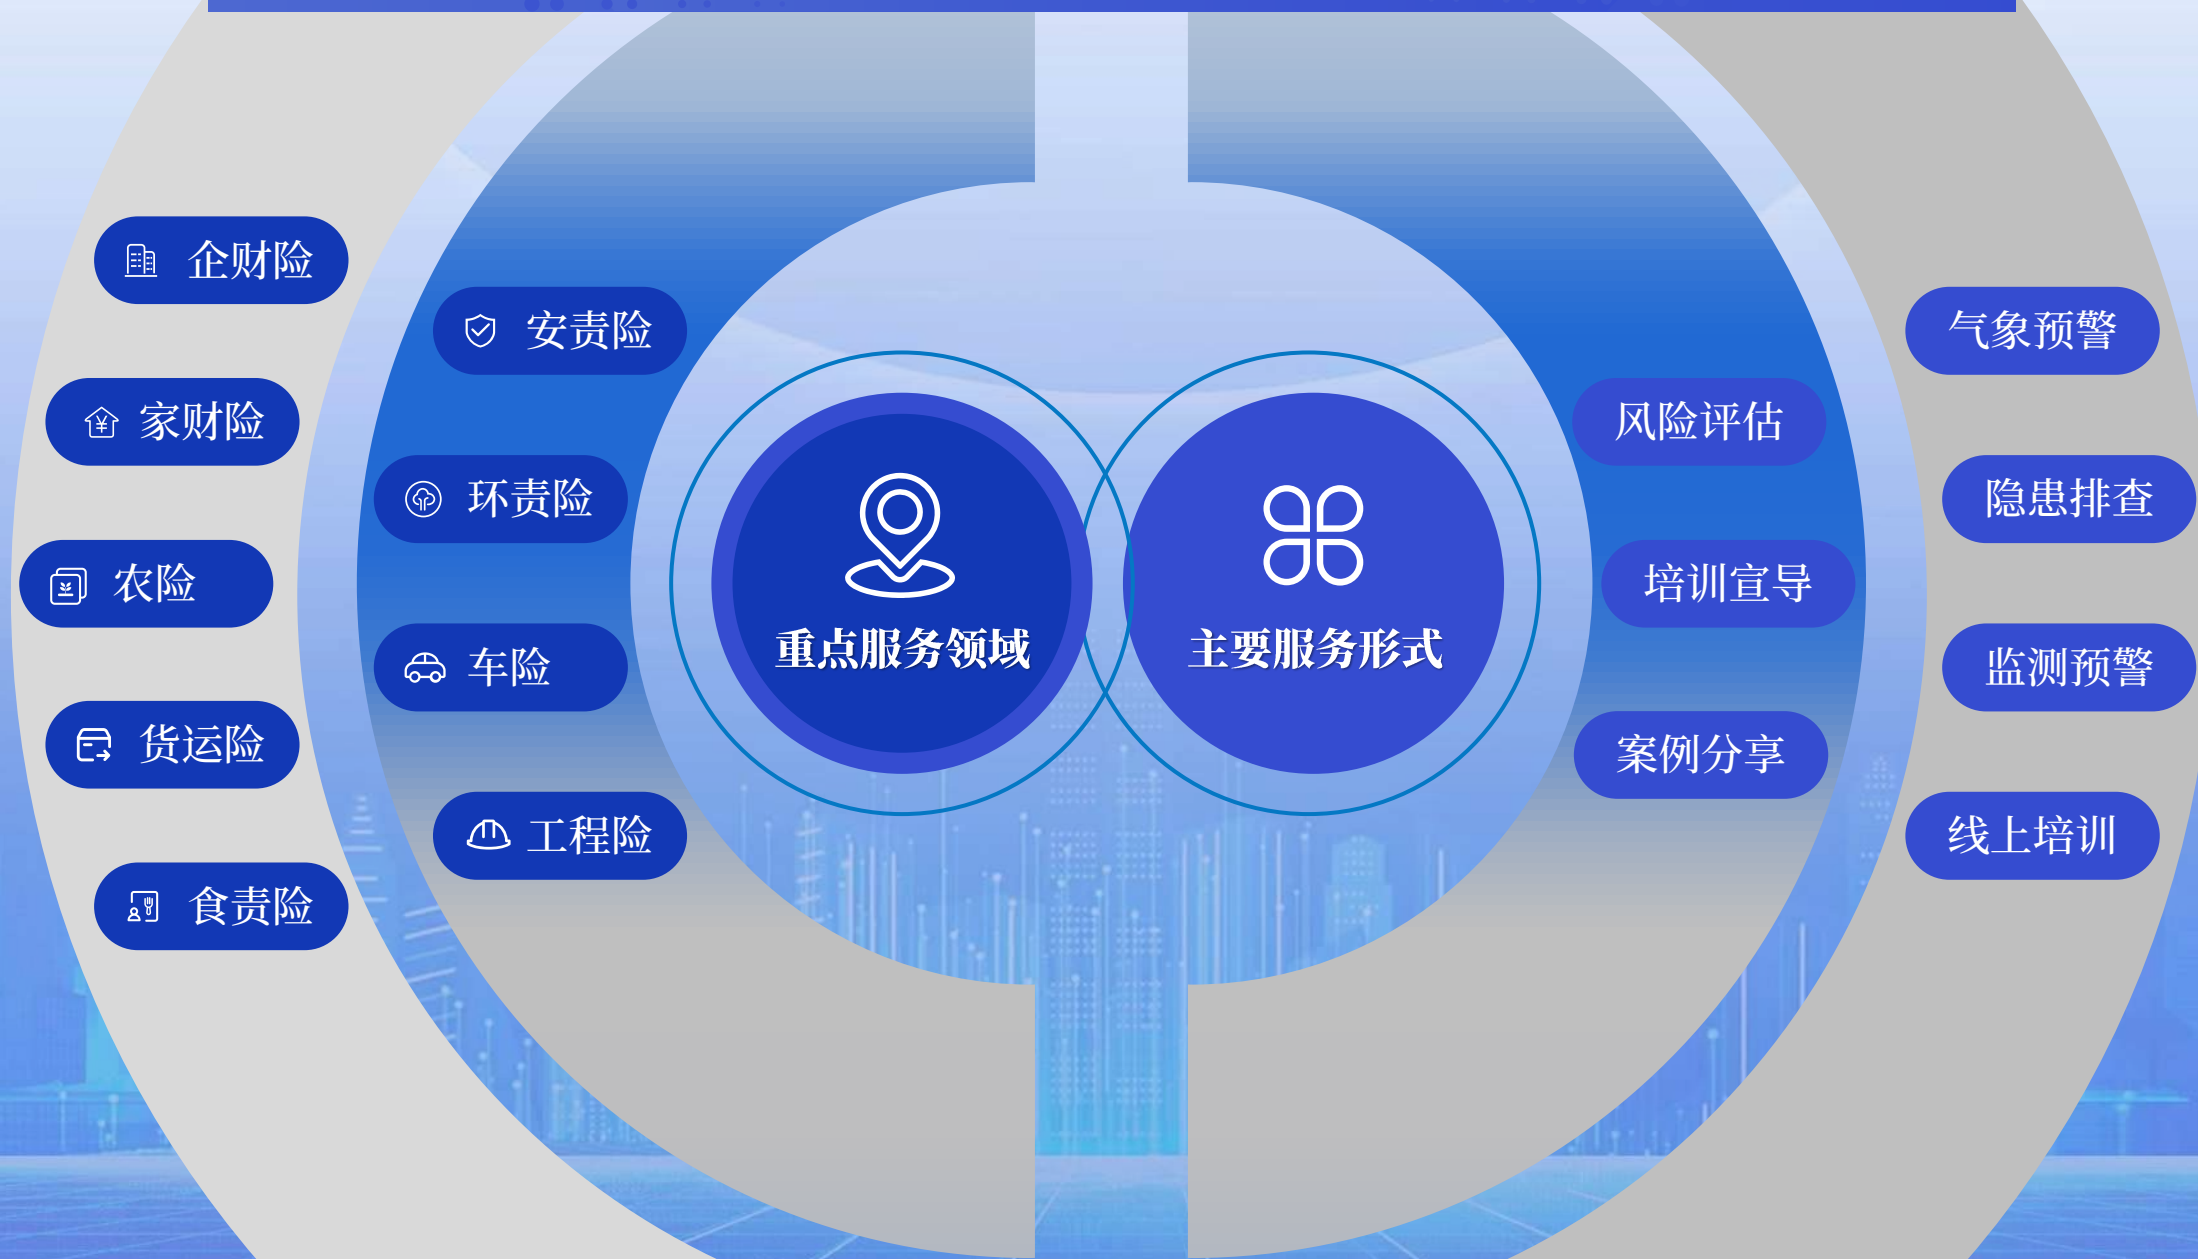 企财险
家财险
农险
货运险
食责险
安责险
环责险
车险
工程险
重点服务领域
主要服务形式
风险评估
培训宣导
案例分享
气象预警
隐患排查
监测预警
线上培训